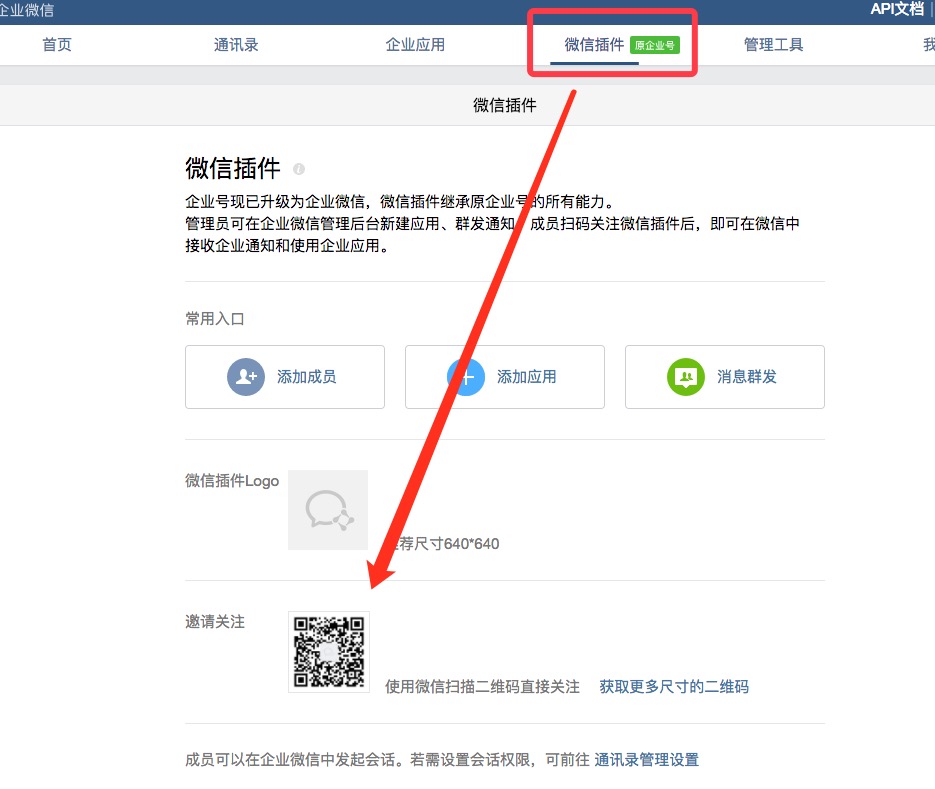 企业微信
API文档
首页
通讯录
企业应用
微信插件 原企业号
管理工具
我
微信插件
微信插件
企业号现已升级为企业微信，微信插件继承原企业号的所有能力。
管理员可在企业微信管理后台新建应用、群发通知，成员扫码关注微信插件后，即可在微信中
接收企业通知和使用企业应用。
常用入口
添加成员
添加应用
消息群发
微信插件Logo
荐尺寸640*640
邀请关注
使用微信扫描二维码直接关注 获取更多尺寸的二维码
成员可以在企业微信中发起会话。若需设置会话权限，可前往 通讯录管理设置